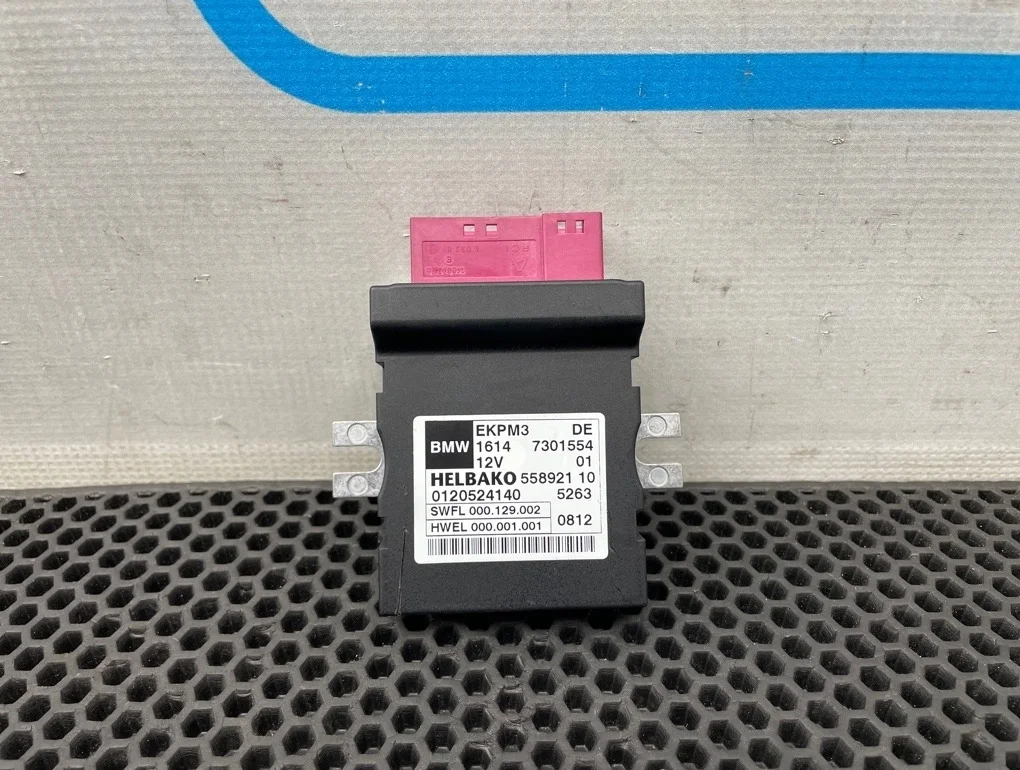 EKPM3 DE
BMW 1614 7301554
12V 01
HELBAKO 558921 10
0120524140 5263
SWFL 000.129.002
HWEL 000.001.001 0812